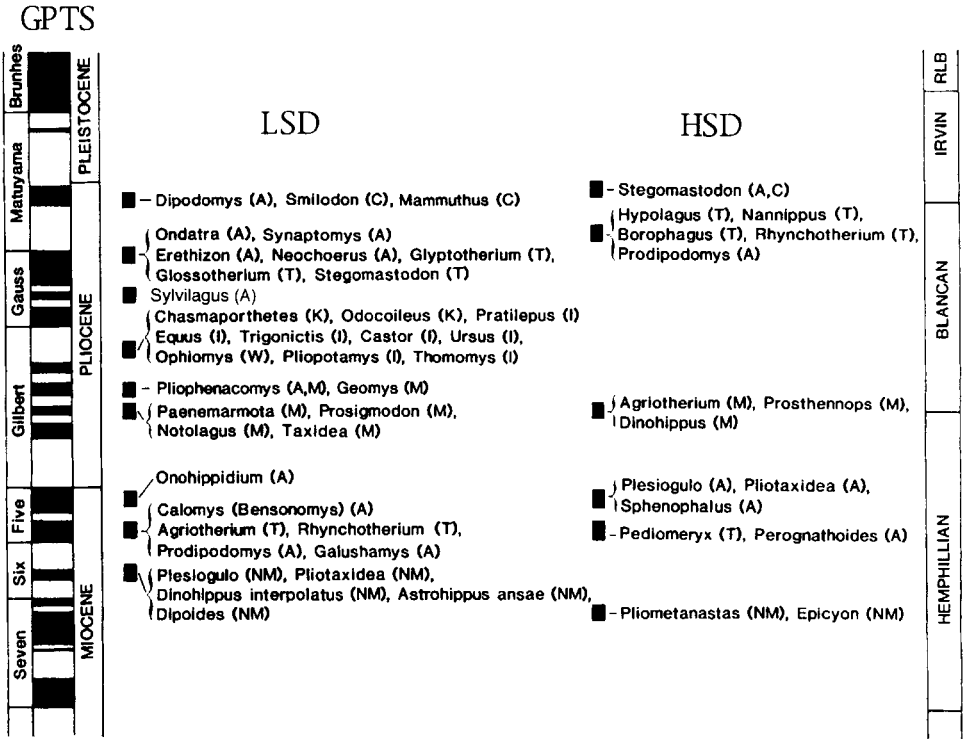 GPTS
Brunhes
Matuyama
Gauss
Gilbert
Five
Six
Seven
PLEISTOCENE
PLIOCENE
MIOCENE
LSD
Dipodomys (A), Smilodon (C), Mammuthus (C)
Ondatra (A), Synaptomys (A)
Erethizon (A), Neochoerus (A), Glyptotherium (T),
Glossotherium (T), Stegomastodon (T)
Sylvilagus (A)
Chasmaporthetes (K), Odocoileus (K), Pratilepus (I)
Equus (I), Trigonictis (I), Castor (I), Ursus (I),
Ophiomys (W), Pliopotamys (I), Thomomys (I)
Pliophenacomys (A,M), Geomys (M)
Paenemarmota (M), Prosigmodon (M),
Notolagus (M), Taxidea (M)
Onohippidium (A)
Calomys (Bensonomys) (A)
Agriotherium (T), Rhynchotherium (T),
Prodipodomys (A), Galushamys (A)
Plesiogulo (NM), Pliotaxidea (NM),
Dinohippus interpolatus (NM), Astrohippus ansae (NM),
Dipoides (NM)
HSD
Stegomastodon (A,C)
Hypolagus (T), Nannippus (T),
Borophagus (T), Rhynchotherium (T),
Prodipodomys (A)
Agriotherium (M), Prosthennops (M),
Dinohippus (M)
Plesiogulo (A), Pliotaxidea (A),
Sphenophalus (A)
Pediomeryx (T), Perognathoides (A)
Pliometanastas (NM), Epicyon (NM)
RLB
IRVIN
BLANCAN
HEMPHILLIAN